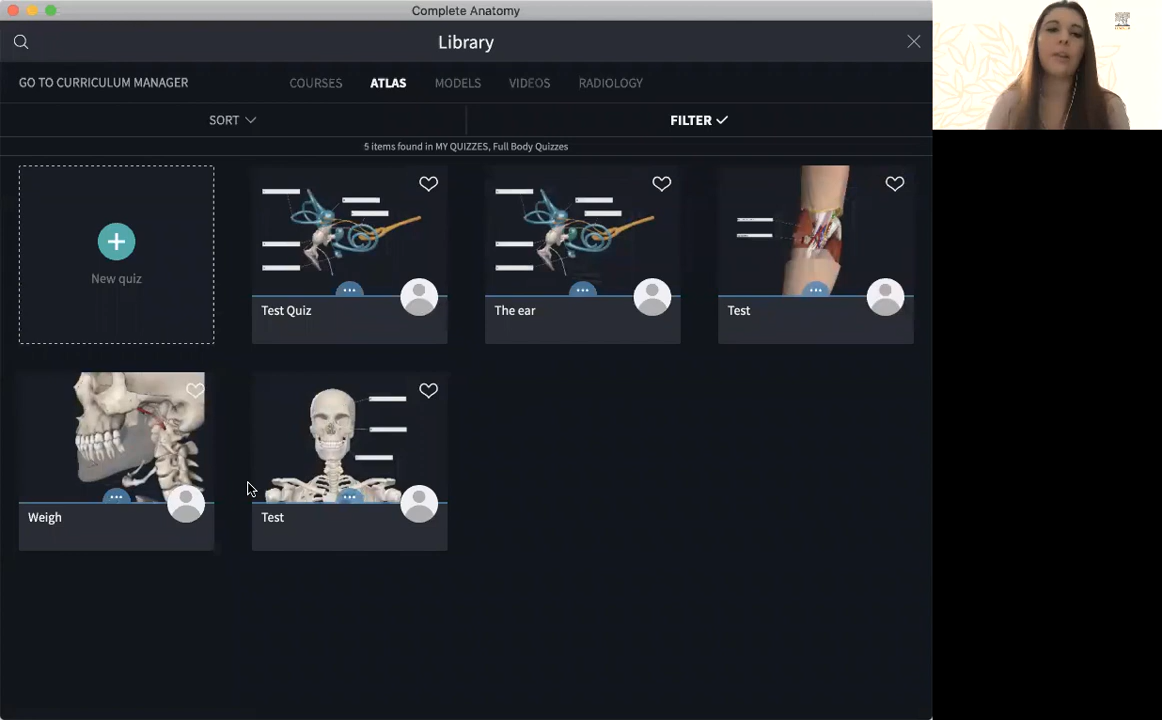 Complete Anatomy
Library
GO TO CURRICULUM MANAGER
COURSES
ATLAS
MODELS
VIDEOS
RADIOLOGY
SORT
FILTER
5 items found in MY QUIZZES, Full Body Quizzes
New quiz
Test Quiz
The ear
Test
Weigh
Test